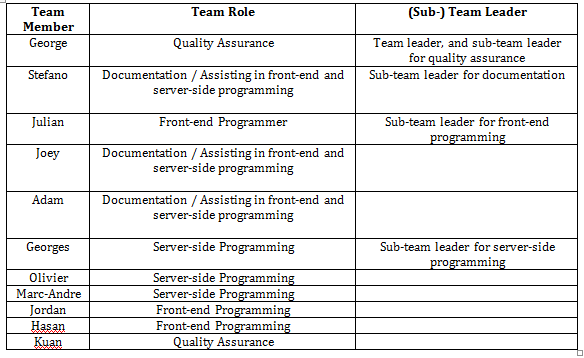 Team Member Team Role (Sub-) Team Leader
George Quality Assurance Team leader, and sub-team leader
for quality assurance
Stefano Documentation / Assisting in front-end and Sub-team leader for documentation
server-side programming
Julian Front-end Programmer Sub-team leader for front-end
programming
Joey Documentation / Assisting in front-end and
server-side programming
Adam Documentation / Assisting in front-end and
server-side programming
Georges Server-side Programming Sub-team leader for server-side
programming
Olivier Server-side Programming
Marc-Andre Server-side Programming
Jordan Front-end Programming
Hasan Front-end Programming
Kuan Quality Assurance